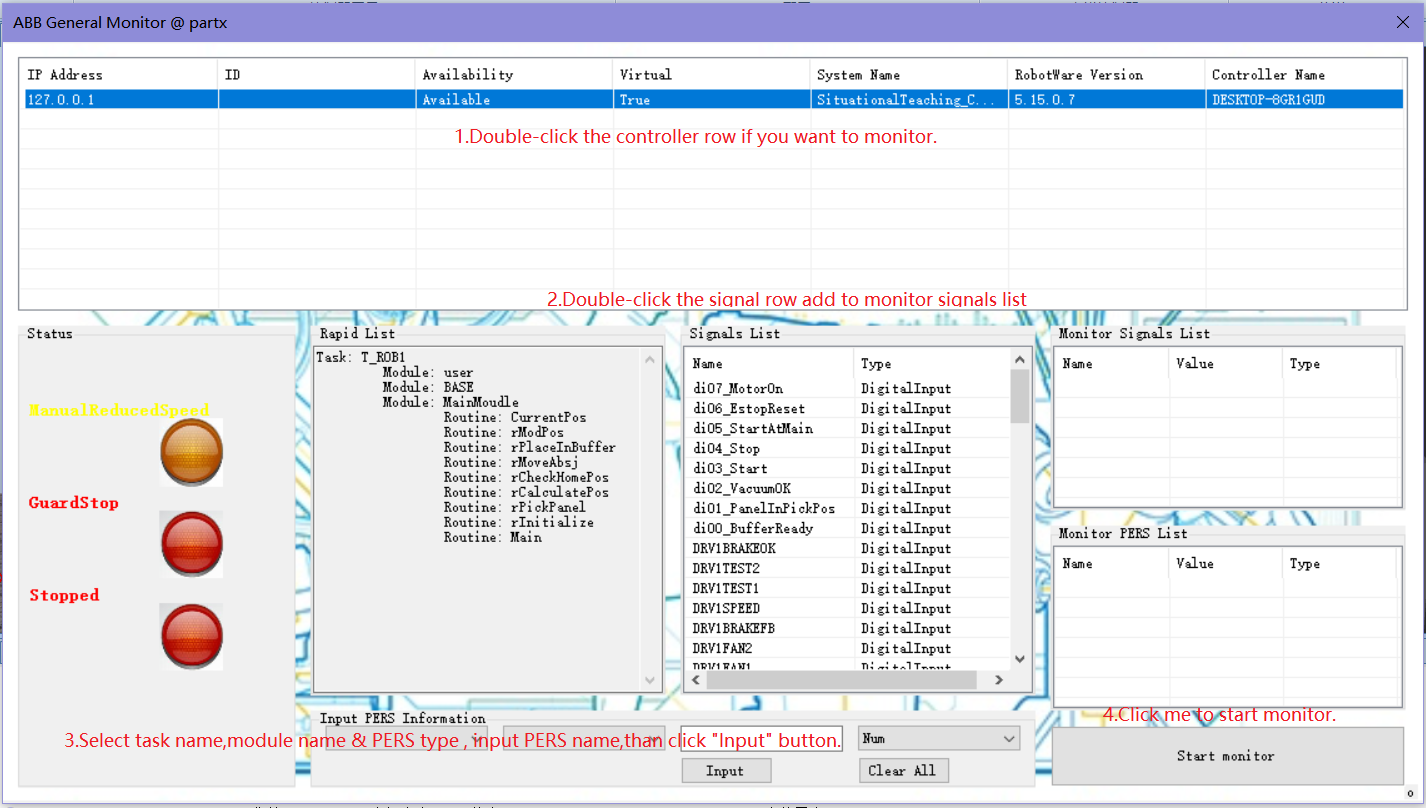 ABB General Monitor @ partx
IP Address ID Availability Virtual System Name RobotWare Version Controller Name
127.0.0.1 Available True SituationalTeaching_C... 5.15.0.7 DESKTOP-8GR1GUD
1.Double-click the controller row if you want to monitor.
2.Double-click the signal row add to monitor signals list
Status
ManualReducedSpeed
GuardStop
Stopped
Rapid List
Task: T_ROB1
Module: user
Module: BASE
Module: MainMoudle
Routine: CurrentPos
Routine: rModPos
Routine: rPlaceInBuffer
Routine: rMoveAbsj
Routine: rCheckHomePos
Routine: rCalculatePos
Routine: rPickPanel
Routine: rInitialize
Routine: Main
Signals List
Name Type
di07_MotorOn DigitalInput
di06_EstopReset DigitalInput
di05_StartAtMain DigitalInput
di04_Stop DigitalInput
di03_Start DigitalInput
di02_VacuumOK DigitalInput
di01_PanelInPickPos DigitalInput
di00_BufferReady DigitalInput
DRV1BRAKEOK DigitalInput
DRV1TEST2 DigitalInput
DRV1TEST1 DigitalInput
DRV1SPEED DigitalInput
DRV1BRAKEFB DigitalInput
DRV1FAN2 DigitalInput
DRV1FAN1 DigitalInput
Monitor Signals List
Name Value Type
Monitor PERS List
Name Value Type
4.Click me to start monitor.
Start monitor
Input PERS Information
3.Select task name,module name & PERS type , input PERS name,than click "Input" button.
Num
Input Clear All